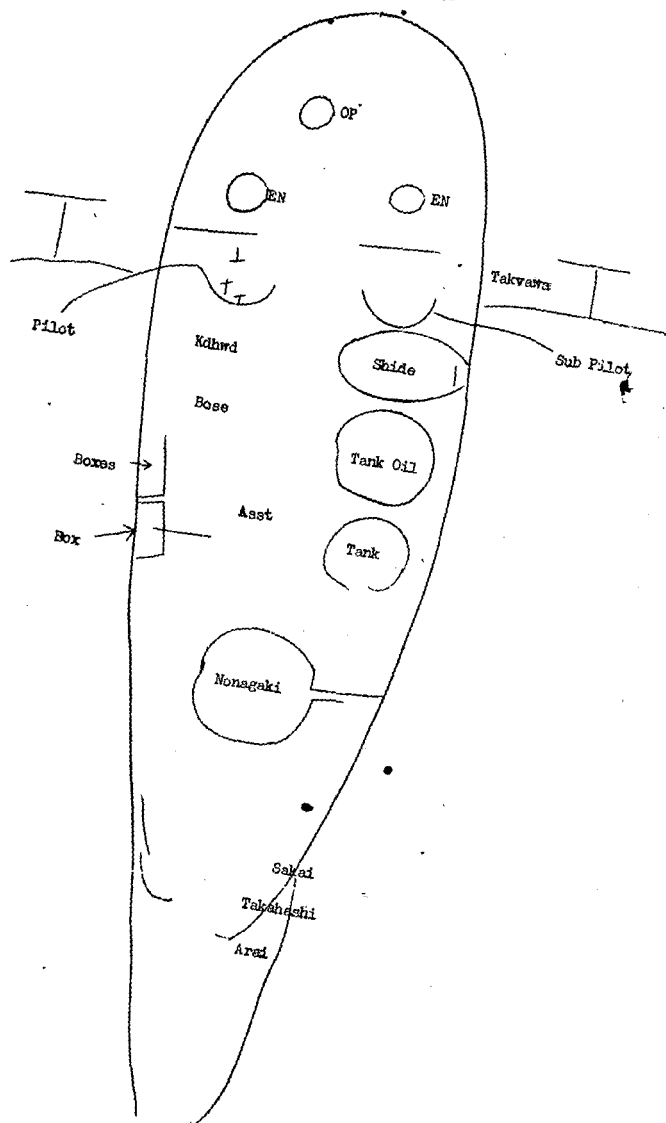 OP
EN
EN
Takvawa
Pilot
Sub Pilot
Kdhwd
Shide
Bose
Boxes
Tank Oil
Asst
Box
Tank
Nonagaki
Sakai
Takahashi
Arai